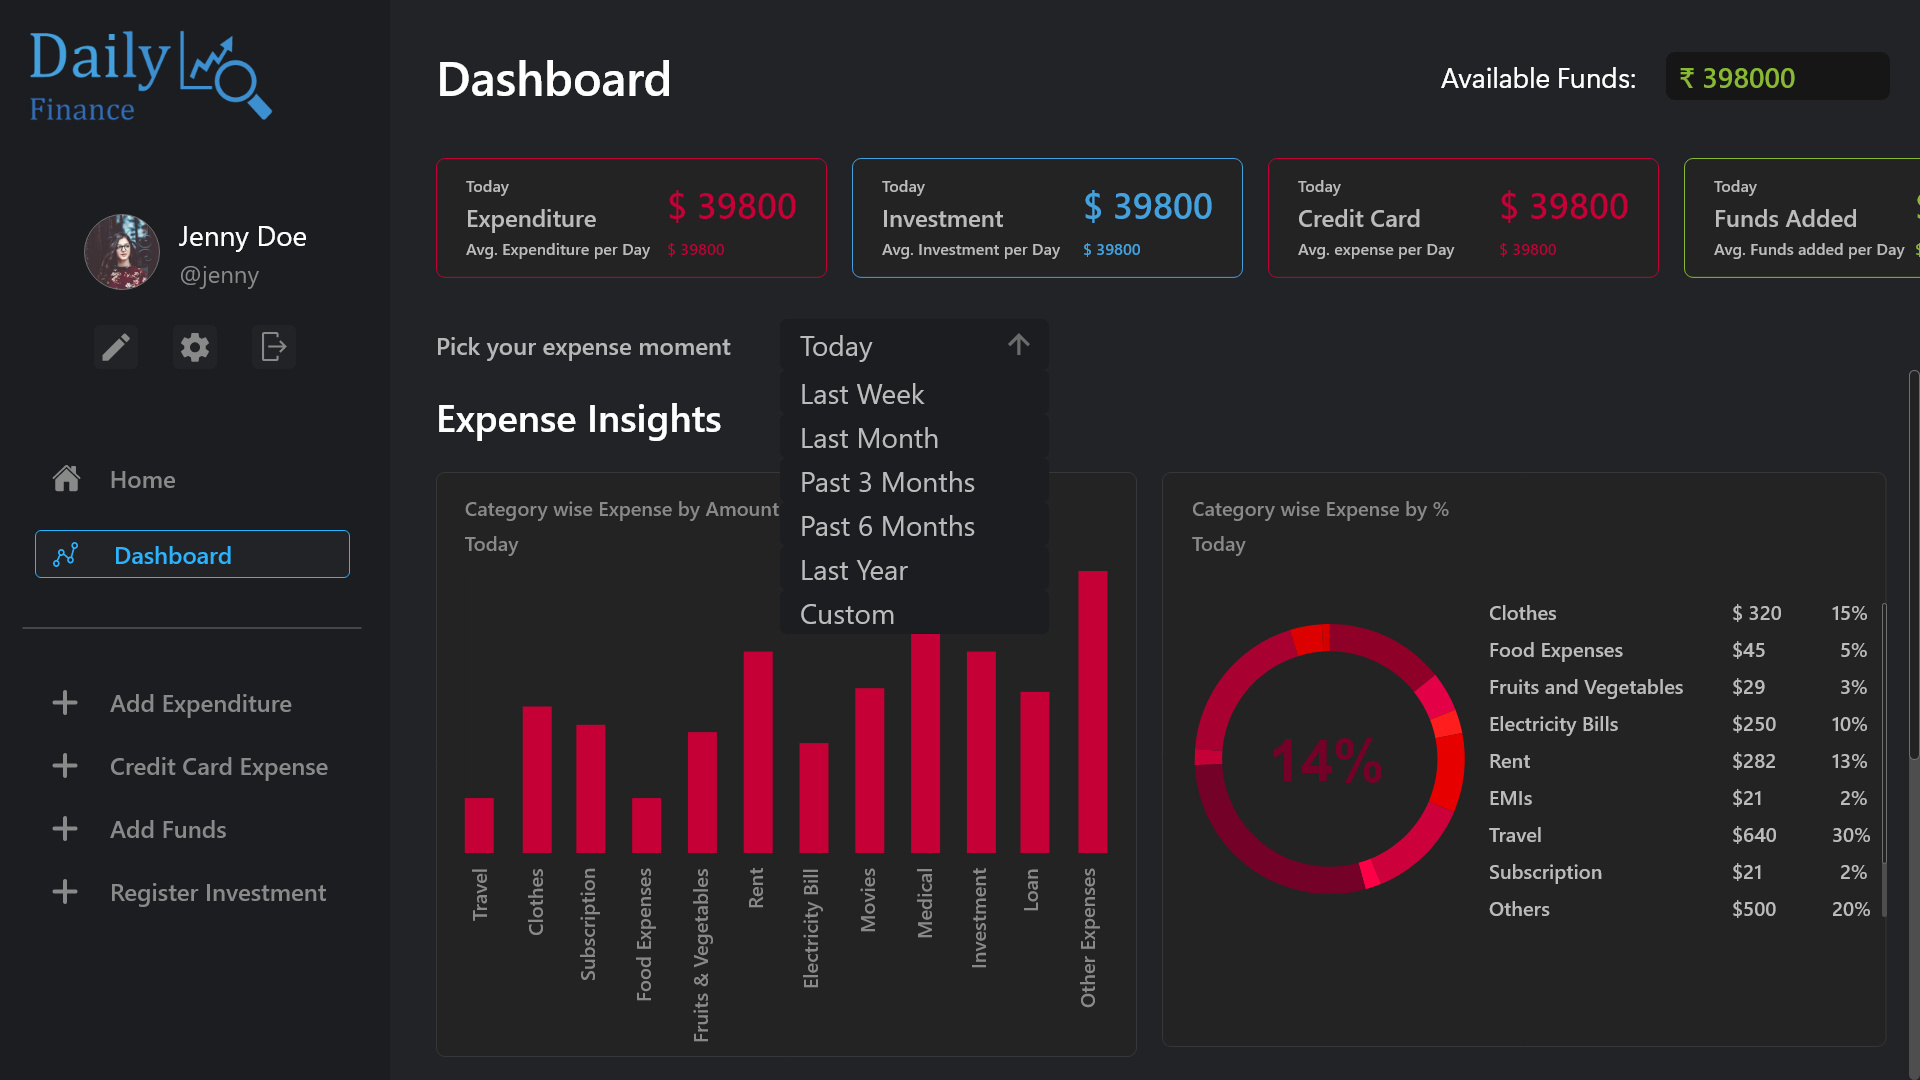 Daily
Finance
Jenny Doe
@jenny
Home
Dashboard
Add Expenditure
Credit Card Expense
Add Funds
Register Investment
Dashboard
Available Funds:
₹ 398000
Today
Expenditure
$ 39800
Avg. Expenditure per Day
$ 39800
Today
Investment
$ 39800
Avg. Investment per Day
$ 39800
Today
Credit Card
$ 39800
Avg. expense per Day
$ 39800
Today
Funds Added
Avg. Funds added per Day
Pick your expense moment
Today
Last Week
Last Month
Past 3 Months
Past 6 Months
Last Year
Custom
Expense Insights
Category wise Expense by Amount
Today
Travel
Clothes
Subscription
Food Expenses
Fruits & Vegetables
Rent
Electricity Bill
Movies
Medical
Investment
Loan
Other Expenses
Category wise Expense by %
Today
14%
Clothes $ 320 15%
Food Expenses $45 5%
Fruits and Vegetables $29 3%
Electricity Bills $250 10%
Rent $282 13%
EMIs $21 2%
Travel $640 30%
Subscription $21 2%
Others $500 20%